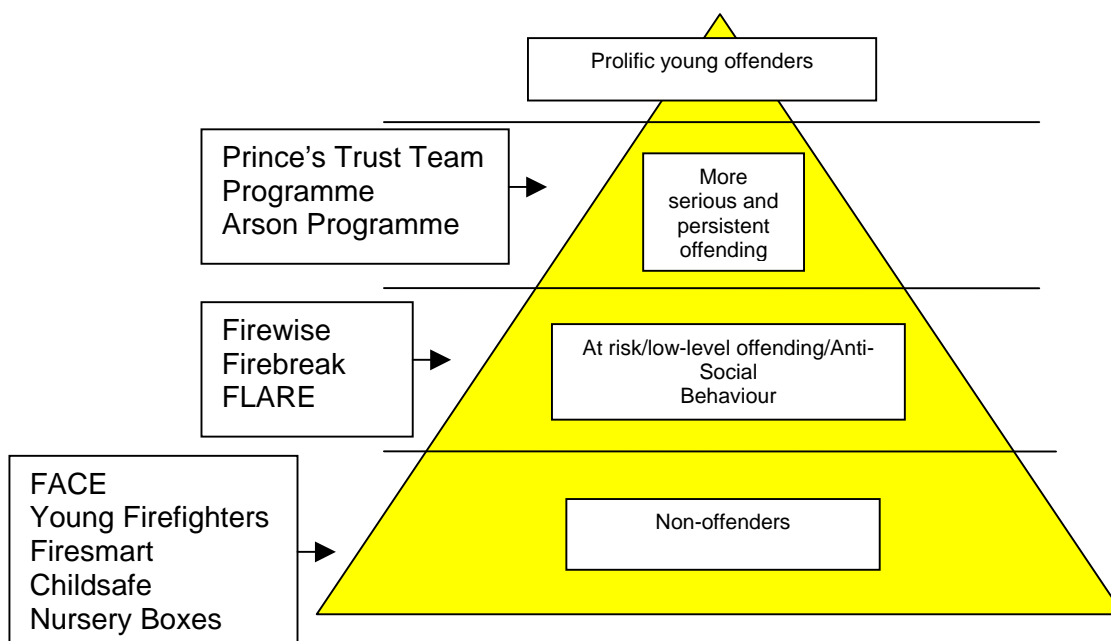 Prolific young offenders
Prince’s Trust Team
Programme
Arson Programme
More
serious and
persistent
offending
Firewise
Firebreak
FLARE
At risk/low-level offending/Anti-
Social
Behaviour
FACE
Young Firefighters
Firesmart
Childsafe
Nursery Boxes
Non-offenders